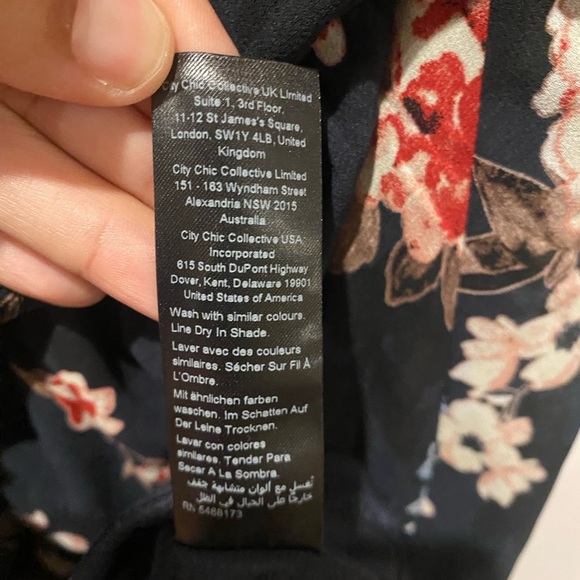 City Chic Collective UK Limited
Suite 1, 3rd Floor,
11-12 St James's Square,
London, SW1Y 4LB, United
Kingdom
City Chic Collective Limited
151 - 163 Wyndham Street
Alexandria NSW 2015
Australia
City Chic Collective USA
Incorporated
615 South DuPont Highway
Dover, Kent, Delaware 19901
United States of America
Wash with similar colours.
Line Dry In Shade.
Laver avec des couleurs
similaires. Sécher Sur Fil À
L'Ombre.
Mit ähnlichen farben
waschen. Im Schatten Auf
Der Leine Trocknen.
Lavar con colores
similares. Tender Para
Secar A La Sombra.
تغسل مع ألوان متشابهة جفف
خارجًا على الحبال في الظل
RN 5468173